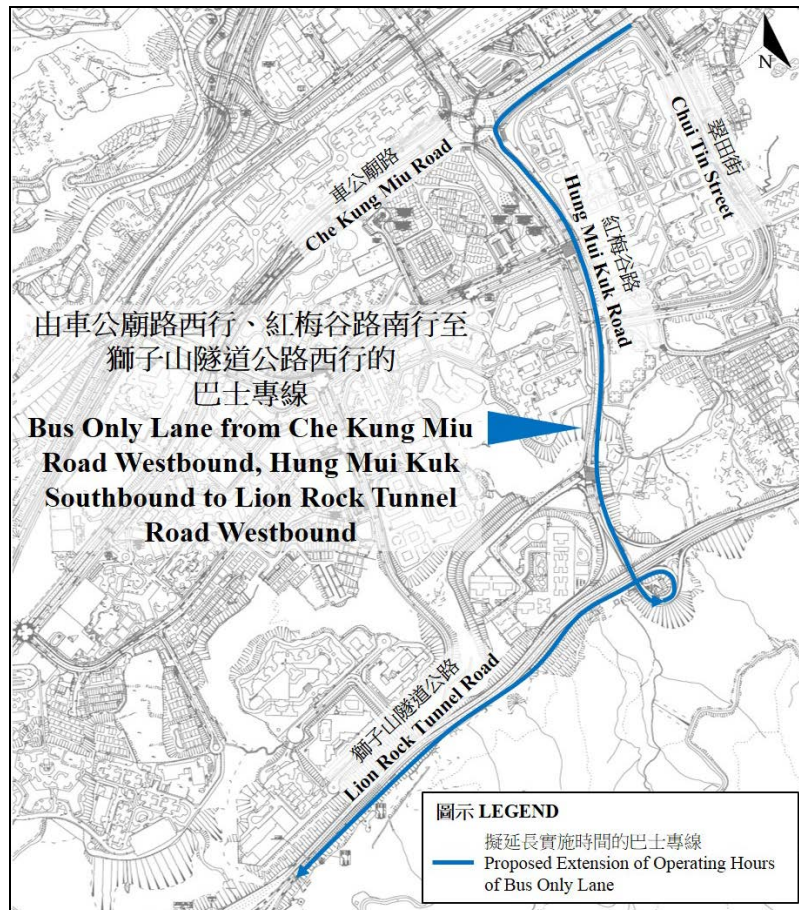 N
車公廟路
Che Kung Miu Road
紅梅谷路
Hung Mui Kuk Road
翠田街
Chui Tin Street
由車公廟路西行、紅梅谷路南行至
獅子山隧道公路西行的
巴士專線
Bus Only Lane from Che Kung Miu
Road Westbound, Hung Mui Kuk
Southbound to Lion Rock Tunnel
Road Westbound
獅子山隧道公路
Lion Rock Tunnel Road
圖示 LEGEND
擬延長實施時間的巴士專線
Proposed Extension of Operating Hours
of Bus Only Lane